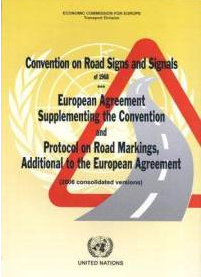 ECONOMIC COMMISSION FOR EUROPE
Transport Division
Convention on Road Signs and Signals
of 1968
European Agreement
Supplementing the Convention
and
Protocol on Road Markings,
Additional to the European Agreement
(2006 consolidated versions)
UNITED NATIONS